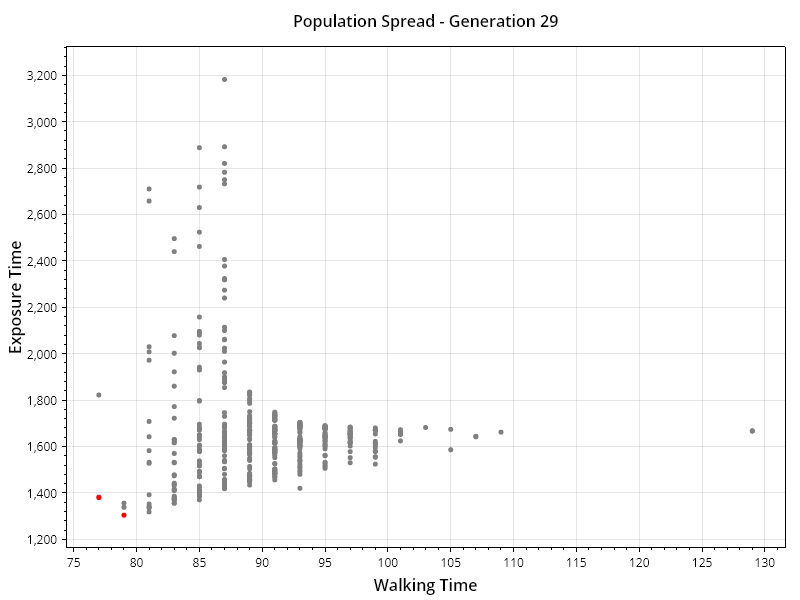 Population Spread - Generation 29
Exposure Time
3,200
3,000
2,800
2,600
2,400
2,200
2,000
1,800
1,600
1,400
1,200
75 80 85 90 95 100 105 110 115 120 125 130
Walking Time